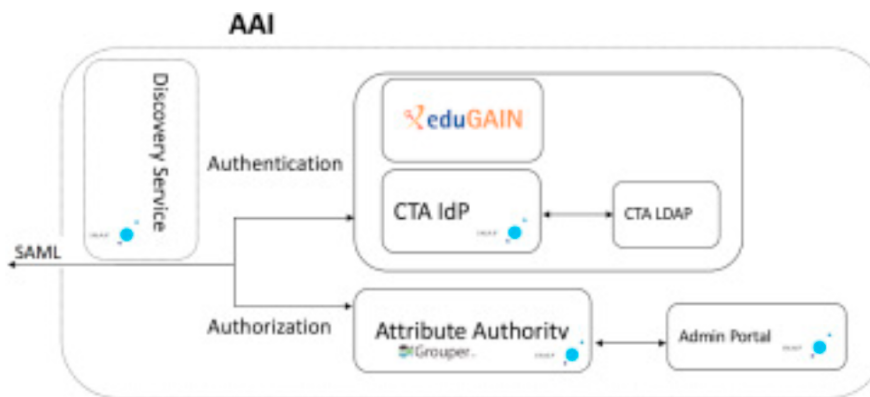 AAI
Discovery Service
eduGAIN
Authentication
CTA IdP
CTA LDAP
SAML
Authorization
Attribute Authority
Grouper
Admin Portal